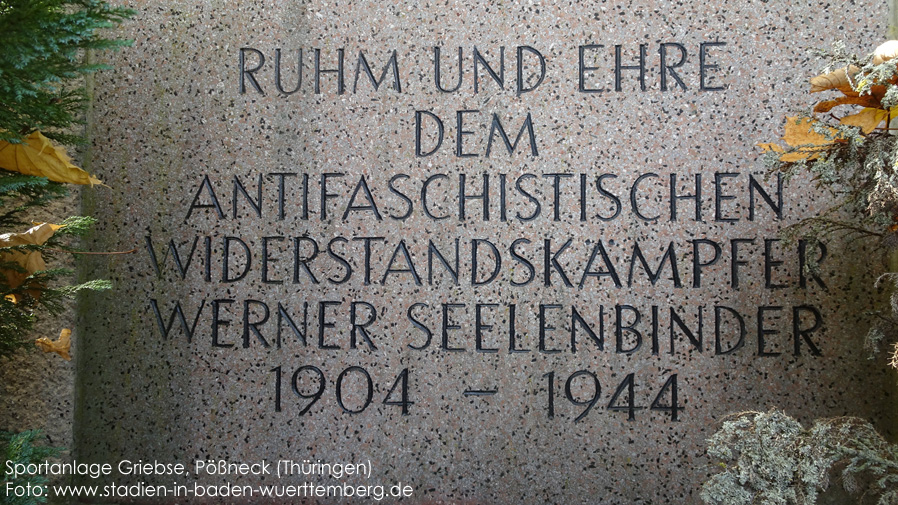 RUHM UND EHRE
DEM
ANTIFASCHISTISCHEN
WIDERSTANDSKÄMPFER
WERNER SEELENBINDER
1904 – 1944
Sportanlage Griebse, Pößneck (Thüringen)
Foto: www.stadien-in-baden-wuerttemberg.de